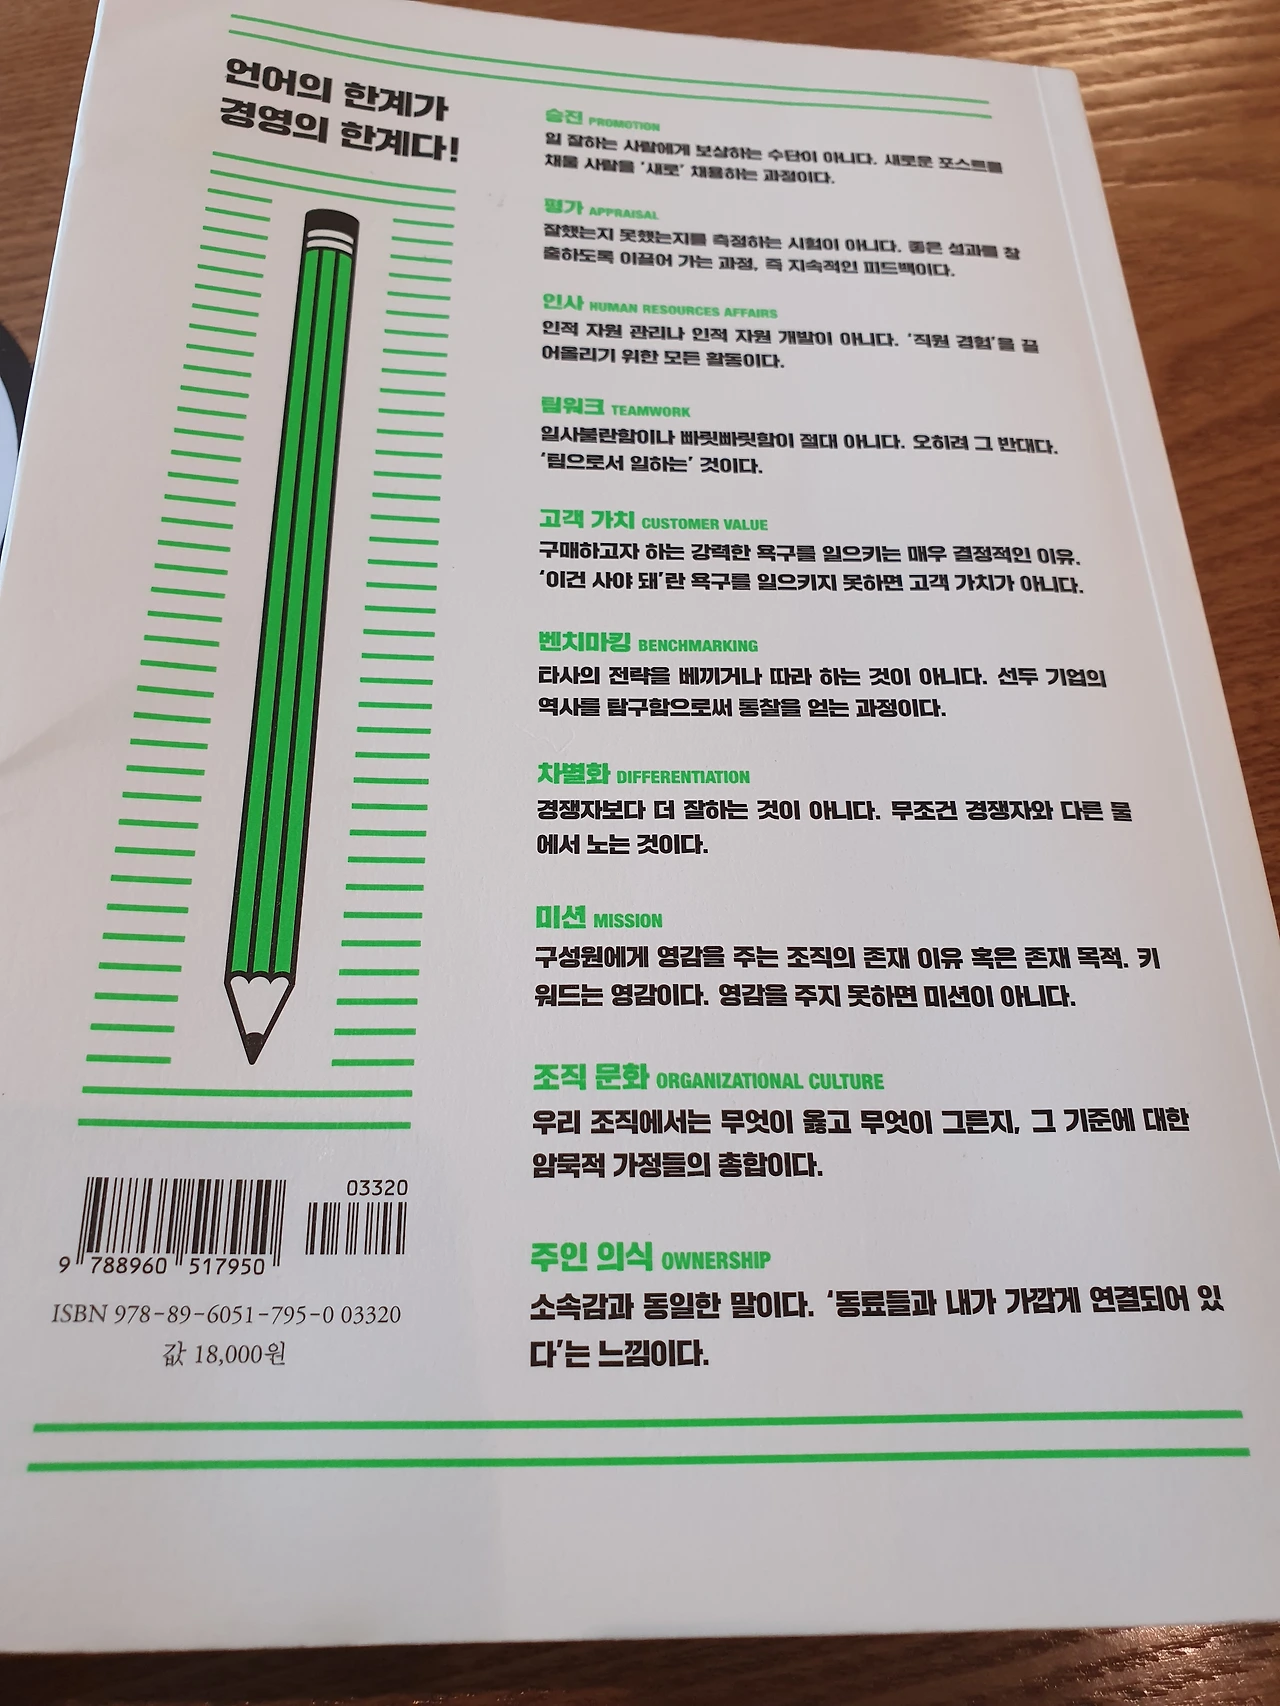 언어의 한계가
경영의 한계다!
승진 PROMOTION
일 잘하는 사람에게 보상하는 수단이 아니다. 새로운 포스트를
채울 사람을 '새로' 채용하는 과정이다.
평가 APPRAISAL
잘했는지 못했는지를 측정하는 시험이 아니다. 좋은 성과를 창
출하도록 이끌어 가는 과정, 즉 지속적인 피드백이다.
인사 HUMAN RESOURCES AFFAIRS
인적 자원 관리나 인적 자원 개발이 아니다. '직원 경험'을 끌
어올리기 위한 모든 활동이다.
팀워크 TEAMWORK
일사불란함이나 빠릿빠릿함이 절대 아니다. 오히려 그 반대다.
'팀으로서 일하는' 것이다.
고객 가치 CUSTOMER VALUE
구매하고자 하는 강력한 욕구를 일으키는 매우 결정적인 이유.
'이건 사야 돼'란 욕구를 일으키지 못하면 고객 가치가 아니다.
벤치마킹 BENCHMARKING
타사의 전략을 베끼거나 따라 하는 것이 아니다. 선두 기업의
역사를 탐구함으로써 통찰을 얻는 과정이다.
차별화 DIFFERENTIATION
경쟁자보다 더 잘하는 것이 아니다. 무조건 경쟁자와 다른 물
에서 노는 것이다.
미션 MISSION
구성원에게 영감을 주는 조직의 존재 이유 혹은 존재 목적. 키
워드는 영감이다. 영감을 주지 못하면 미션이 아니다.
조직 문화 ORGANIZATIONAL CULTURE
우리 조직에서는 무엇이 옳고 무엇이 그른지, 그 기준에 대한
암묵적 가정들의 총합이다.
주인 의식 OWNERSHIP
소속감과 동일한 말이다. '동료들과 내가 가깝게 연결되어 있
다'는 느낌이다.
03320
9 788960 517950
ISBN 978-89-6051-795-0 03320
값 18,000원